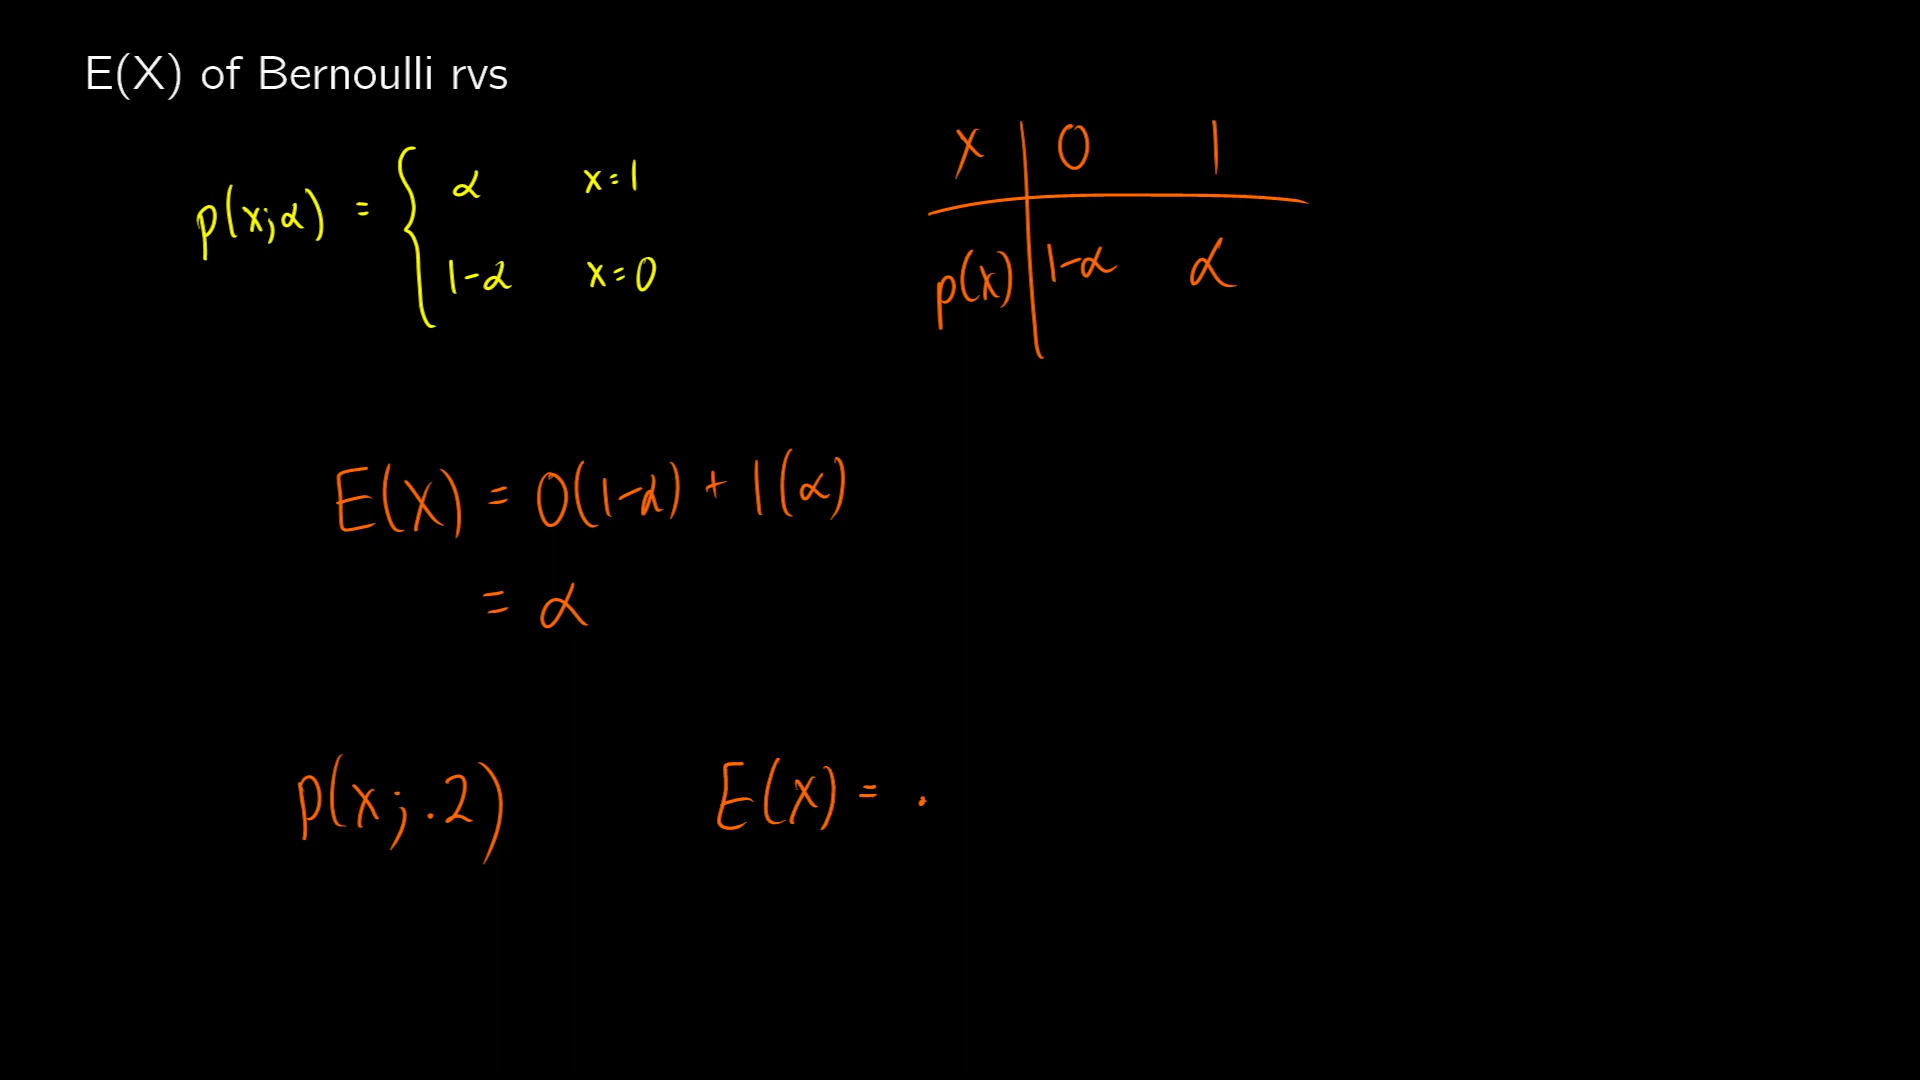 E(X) of Bernoulli rvs
p(x;α) = { α x=1
1-α x=0
x | 0 1
p(x) | 1-α α
E(X) = 0(1-α) + 1(α)
= α
p(x; .2) E(X) = .